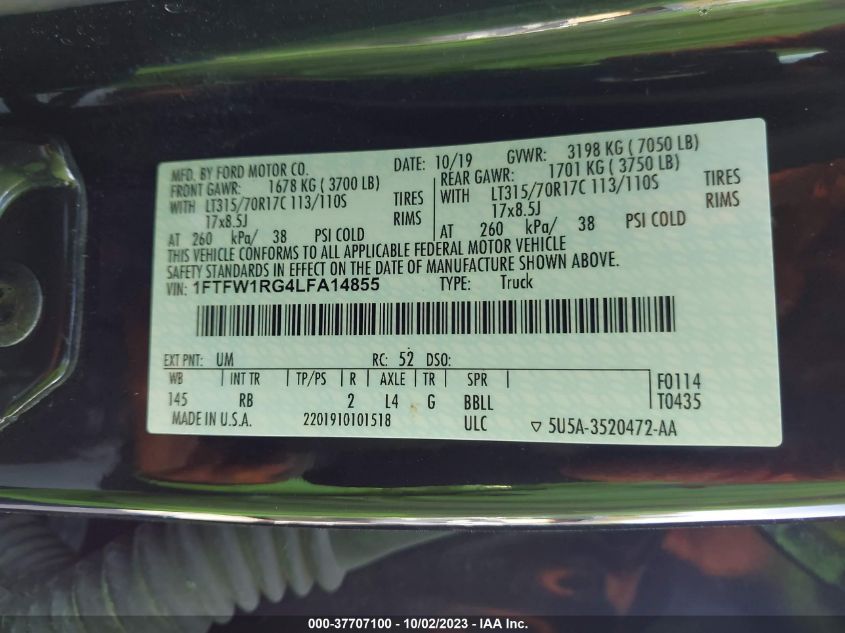 MFD. BY FORD MOTOR CO. DATE: 10/19 GVWR: 3198 KG ( 7050 LB)
FRONT GAWR: 1678 KG ( 3700 LB) REAR GAWR: 1701 KG ( 3750 LB)
WITH LT315/70R17C 113/110S TIRES WITH LT315/70R17C 113/110S TIRES
17x8.5J RIMS 17x8.5J RIMS
AT 260 kPa/ 38 PSI COLD AT 260 kPa/ 38 PSI COLD
THIS VEHICLE CONFORMS TO ALL APPLICABLE FEDERAL MOTOR VEHICLE
SAFETY STANDARDS IN EFFECT ON THE DATE OF MANUFACTURE SHOWN ABOVE.
VIN: 1FTFW1RG4LFA14855 TYPE: Truck
EXT PNT: UM RC: 52 DSO:
WB INT TR TP/PS R AXLE TR SPR F0114
145 RB 2 L4 G BBLL T0435
MADE IN U.S.A. 2201910101518 ULC ▽ 5U5A-3520472-AA
000-37707100 - 10/02/2023 - IAA Inc.